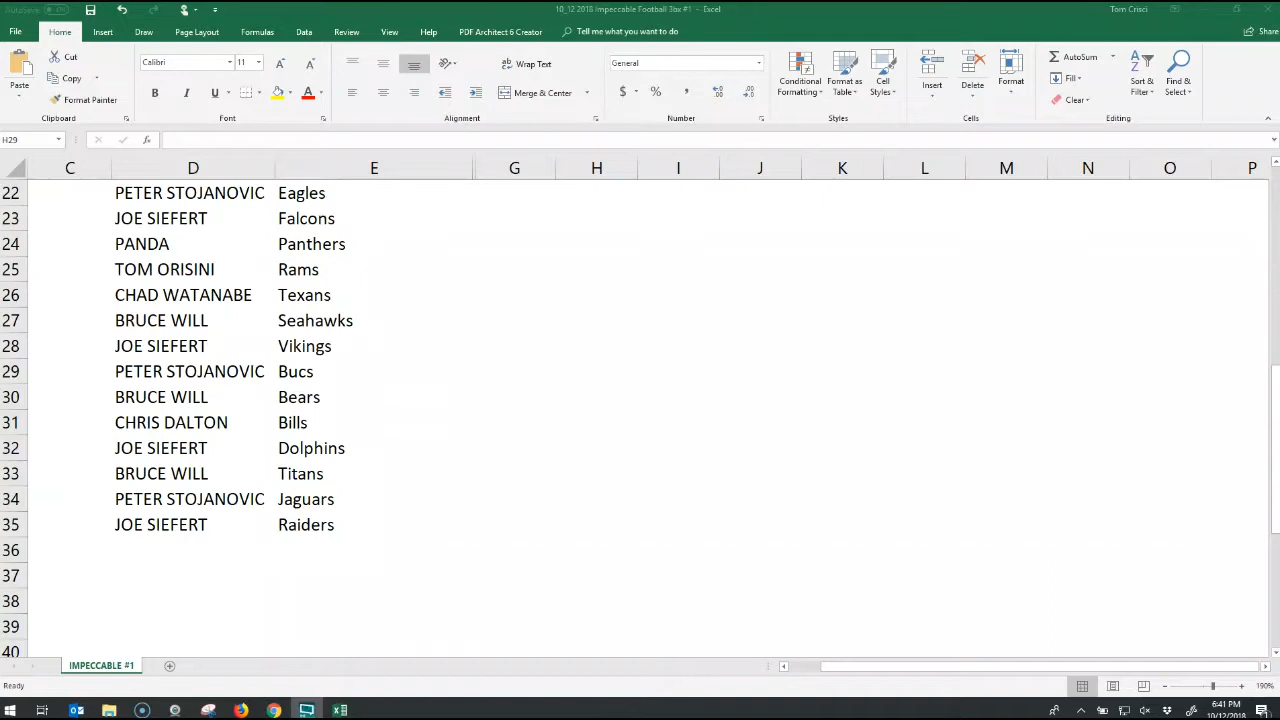 10_12 2018 Impeccable Football 3bx #1 - Excel
Tom Crisci
File Home Insert Draw Page Layout Formulas Data Review View Help PDF Architect 6 Creator Tell me what you want to do Share
Paste
Cut
Copy
Format Painter
Clipboard
Calibri 11
B I U
Font
Wrap Text
Merge & Center
Alignment
General
$ % ,
Number
Conditional Formatting
Format as Table
Cell Styles
Styles
Insert
Delete
Format
Cells
AutoSum
Fill
Clear
Sort & Filter
Find & Select
Editing
H29 fx
C D E G H I J K L M N O P
22 PETER STOJANOVIC Eagles
23 JOE SIEFERT Falcons
24 PANDA Panthers
25 TOM ORISINI Rams
26 CHAD WATANABE Texans
27 BRUCE WILL Seahawks
28 JOE SIEFERT Vikings
29 PETER STOJANOVIC Bucs
30 BRUCE WILL Bears
31 CHRIS DALTON Bills
32 JOE SIEFERT Dolphins
33 BRUCE WILL Titans
34 PETER STOJANOVIC Jaguars
35 JOE SIEFERT Raiders
36
37
38
39
40
IMPECCABLE #1
Ready
190%
6:41 PM
10/12/2018